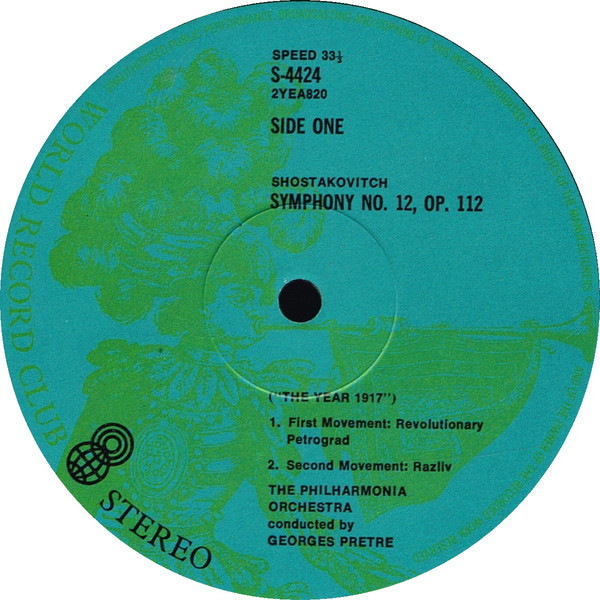 SPEED 33⅓
S-4424
2YEA820
SIDE ONE
SHOSTAKOVITCH
SYMPHONY NO. 12, OP. 112
("THE YEAR 1917")
1. First Movement: Revolutionary
Petrograd
2. Second Movement: Razliv
THE PHILHARMONIA
ORCHESTRA
conducted by
GEORGES PRETRE
WORLD RECORD CLUB
STEREO